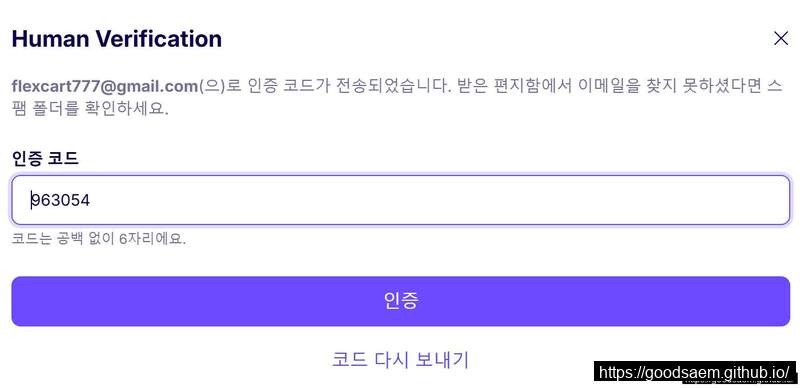 Human Verification
flexcart777@gmail.com(으)로 인증 코드가 전송되었습니다. 받은 편지함에서 이메일을 찾지 못하셨다면 스
팸 폴더를 확인하세요.
인증 코드
963054
코드는 공백 없이 6자리에요.
인증
코드 다시 보내기
https://goodsaem.github.io/